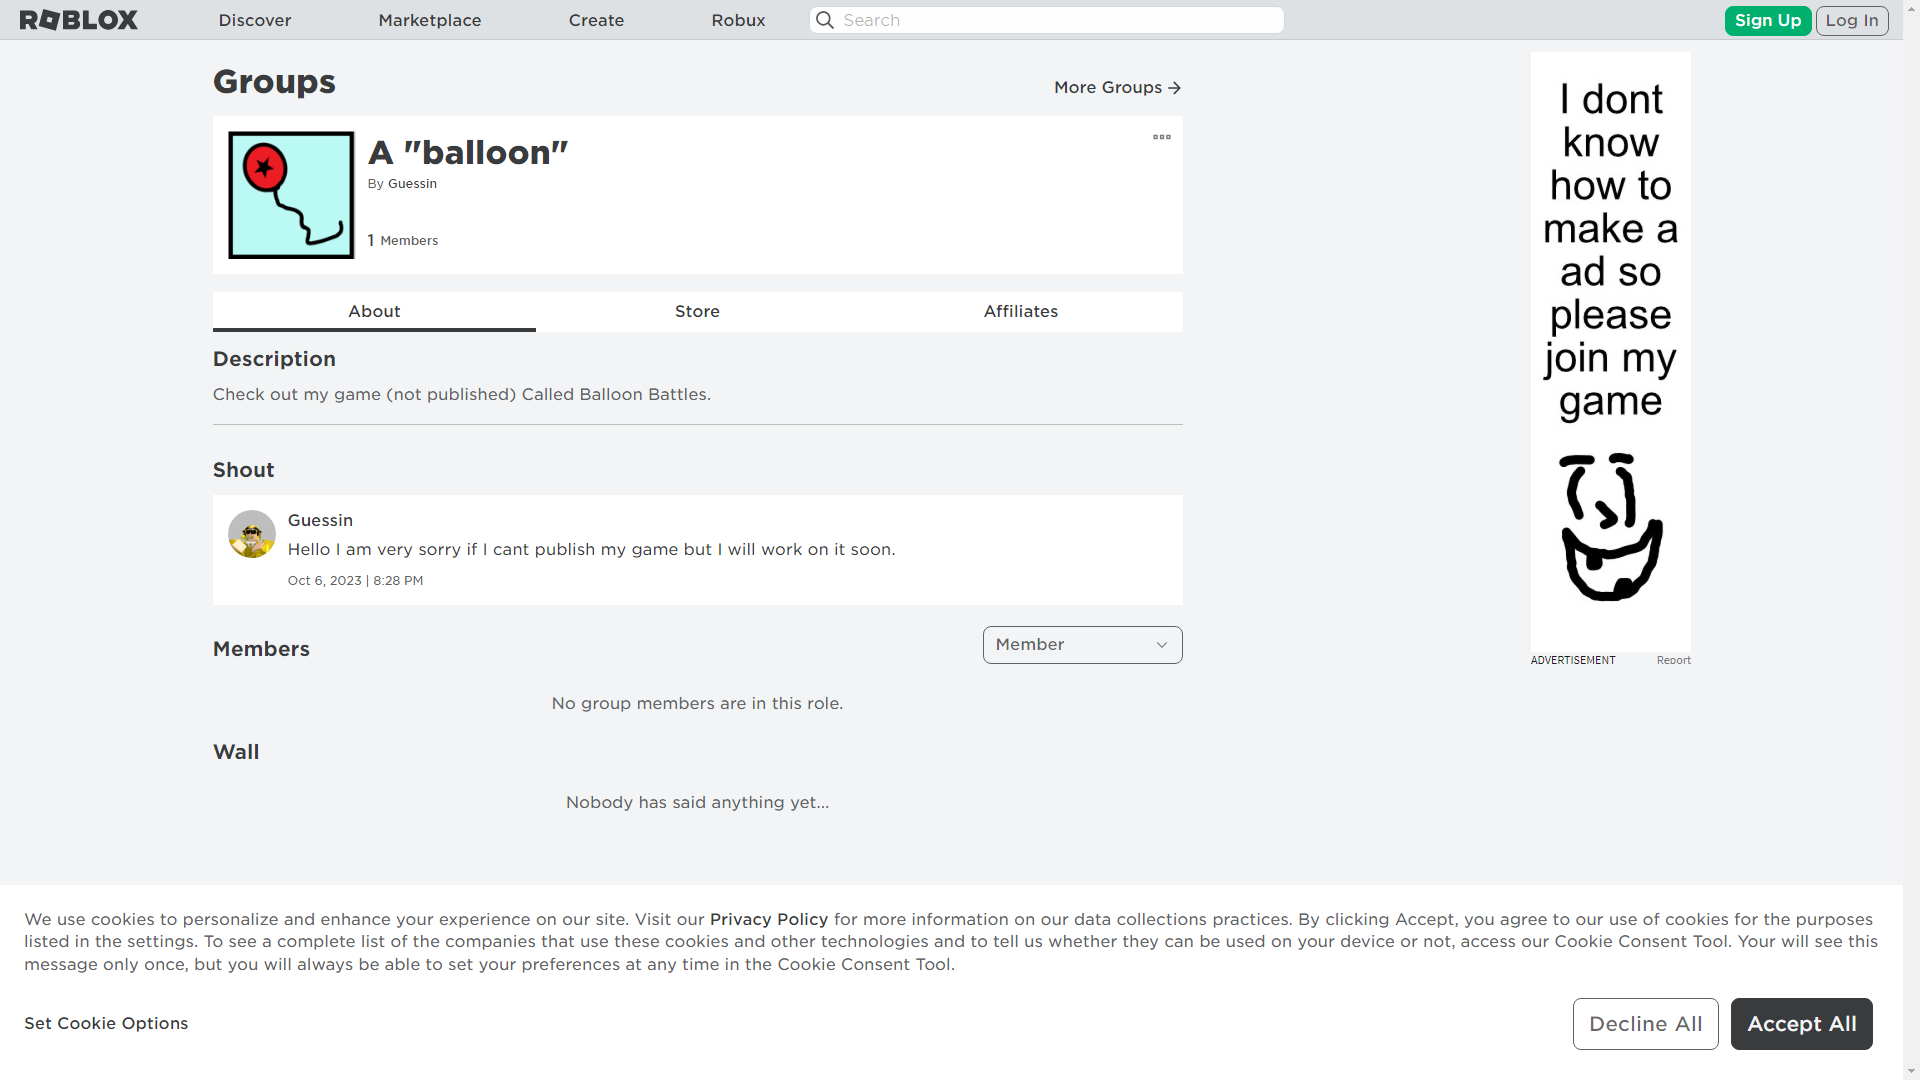 ROBLOX
Discover
Marketplace
Create
Robux
Search
Sign Up
Log In
Groups
More Groups
A "balloon"
By Guessin
1 Members
About
Store
Affiliates
Description
Check out my game (not published) Called Balloon Battles.
Shout
Guessin
Hello I am very sorry if I cant publish my game but I will work on it soon.
Oct 6, 2023 | 8:28 PM
Members
Member
No group members are in this role.
Wall
Nobody has said anything yet...
I dont
know
how to
make a
ad so
please
join my
game
ADVERTISEMENT
Report
We use cookies to personalize and enhance your experience on our site. Visit our Privacy Policy for more information on our data collections practices. By clicking Accept, you agree to our use of cookies for the purposes
listed in the settings. To see a complete list of the companies that use these cookies and other technologies and to tell us whether they can be used on your device or not, access our Cookie Consent Tool. Your will see this
message only once, but you will always be able to set your preferences at any time in the Cookie Consent Tool.
Set Cookie Options
Decline All
Accept All